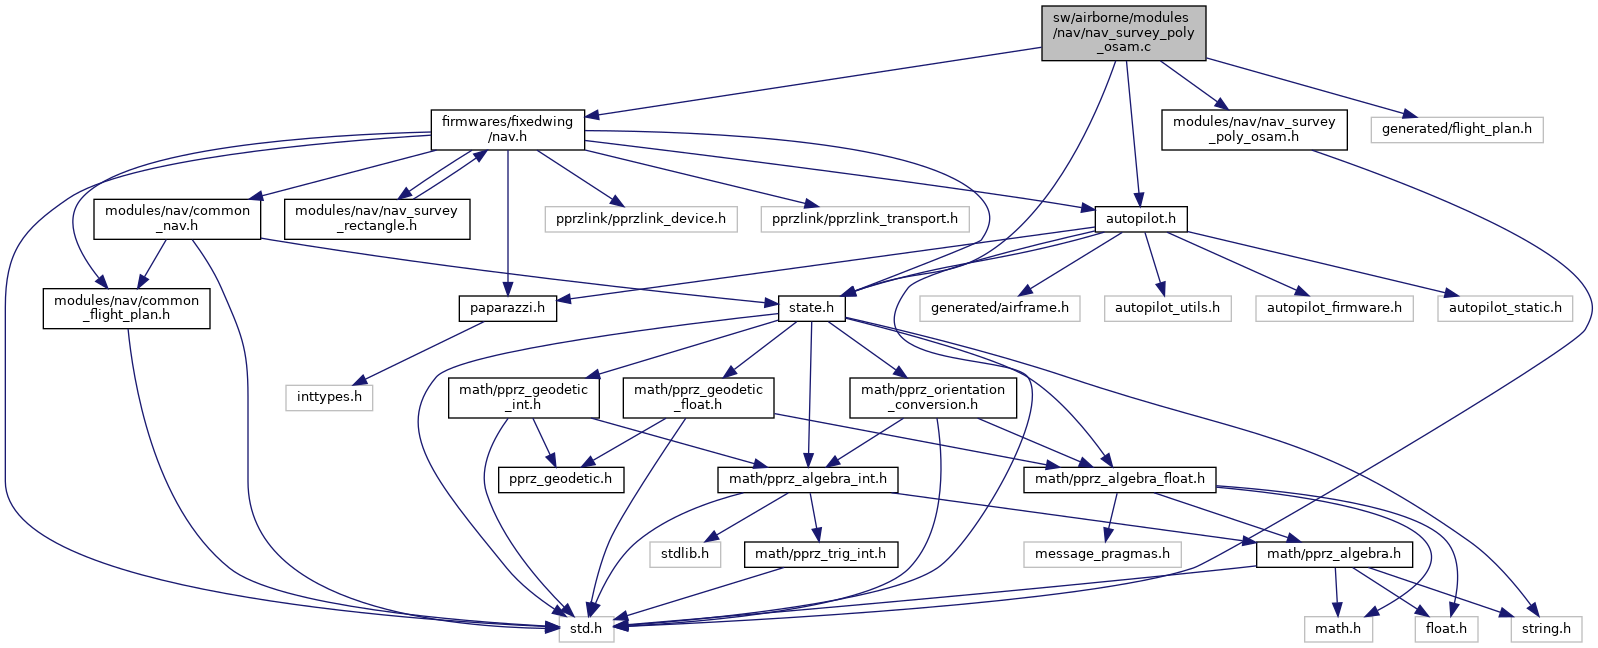 sw/airborne/modules
/nav/nav_survey_poly
_osam.c
firmwares/fixedwing
/nav.h
modules/nav/nav_survey
_poly_osam.h
generated/flight_plan.h
modules/nav/common
_nav.h
modules/nav/nav_survey
_rectangle.h
pprzlink/pprzlink_device.h
pprzlink/pprzlink_transport.h
autopilot.h
modules/nav/common
_flight_plan.h
paparazzi.h
state.h
generated/airframe.h
autopilot_utils.h
autopilot_firmware.h
autopilot_static.h
inttypes.h
math/pprz_geodetic
_int.h
math/pprz_geodetic
_float.h
math/pprz_orientation
_conversion.h
pprz_geodetic.h
math/pprz_algebra_int.h
math/pprz_algebra_float.h
stdlib.h
math/pprz_trig_int.h
message_pragmas.h
math/pprz_algebra.h
std.h
math.h
float.h
string.h